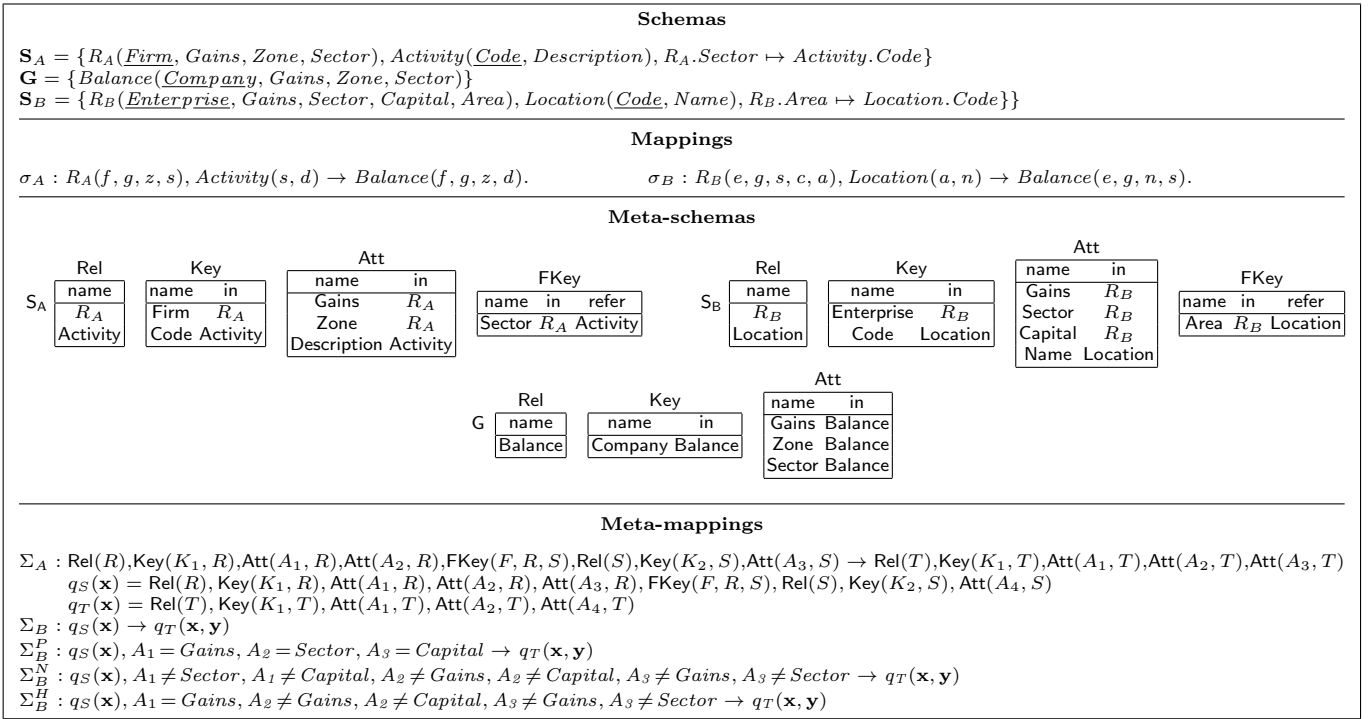 Schemas
S_A = {R_A(Firm, Gains, Zone, Sector), Activity(Code, Description), R_A.Sector ↦ Activity.Code}
G = {Balance(Company, Gains, Zone, Sector)}
S_B = {R_B(Enterprise, Gains, Sector, Capital, Area), Location(Code, Name), R_B.Area ↦ Location.Code}}
Mappings
σ_A : R_A(f, g, z, s), Activity(s, d) → Balance(f, g, z, d). σ_B : R_B(e, g, s, c, a), Location(a, n) → Balance(e, g, n, s).
Meta-schemas
S_A
Rel
name
R_A
Activity
Key
name in
Firm R_A
Code Activity
Att
name in
Gains R_A
Zone R_A
Description Activity
FKey
name in refer
Sector R_A Activity
S_B
Rel
name
R_B
Location
Key
name in
Enterprise R_B
Code Location
Att
name in
Gains R_B
Sector R_B
Capital R_B
Name Location
FKey
name in refer
Area R_B Location
G
Rel
name
Balance
Key
name in
Company Balance
Att
name in
Gains Balance
Zone Balance
Sector Balance
Meta-mappings
Σ_A : Rel(R),Key(K_1, R),Att(A_1, R),Att(A_2, R),FKey(F, R, S),Rel(S),Key(K_2, S),Att(A_3, S) → Rel(T),Key(K_1, T),Att(A_1, T),Att(A_2, T),Att(A_3, T)
q_S(x) = Rel(R), Key(K_1, R), Att(A_1, R), Att(A_2, R), Att(A_3, R), FKey(F, R, S), Rel(S), Key(K_2, S), Att(A_4, S)
q_T(x) = Rel(T), Key(K_1, T), Att(A_1, T), Att(A_2, T), Att(A_4, T)
Σ_B : q_S(x) → q_T(x, y)
Σ_B^P : q_S(x), A_1 = Gains, A_2 = Sector, A_3 = Capital → q_T(x, y)
Σ_B^N : q_S(x), A_1 ≠ Sector, A_1 ≠ Capital, A_2 ≠ Gains, A_2 ≠ Capital, A_3 ≠ Gains, A_3 ≠ Sector → q_T(x, y)
Σ_B^H : q_S(x), A_1 = Gains, A_2 ≠ Gains, A_2 ≠ Capital, A_3 ≠ Gains, A_3 ≠ Sector → q_T(x, y)